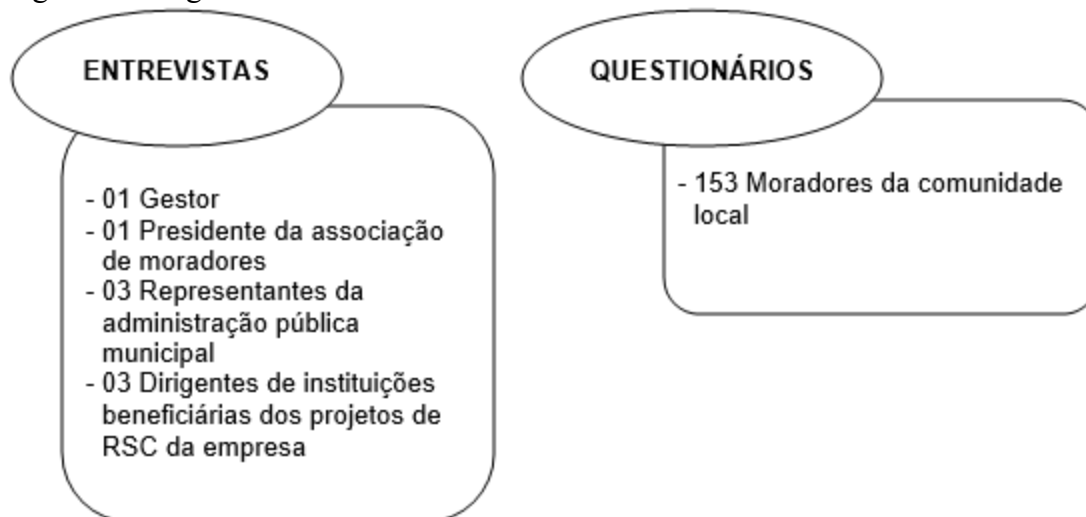 ENTREVISTAS
- 01 Gestor
- 01 Presidente da associação
de moradores
- 03 Representantes da
administração pública
municipal
- 03 Dirigentes de instituições
beneficiárias dos projetos de
RSC da empresa
QUESTIONÁRIOS
- 153 Moradores da comunidade
local